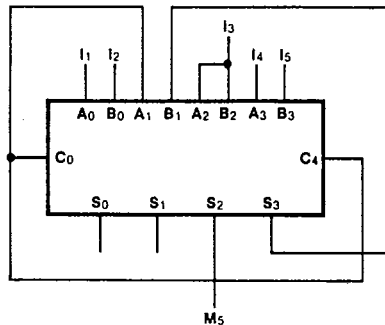 I3
I1 I2 I4 I5
A0 B0 A1 B1 A2 B2 A3 B3
C0 C4
S0 S1 S2 S3
M5